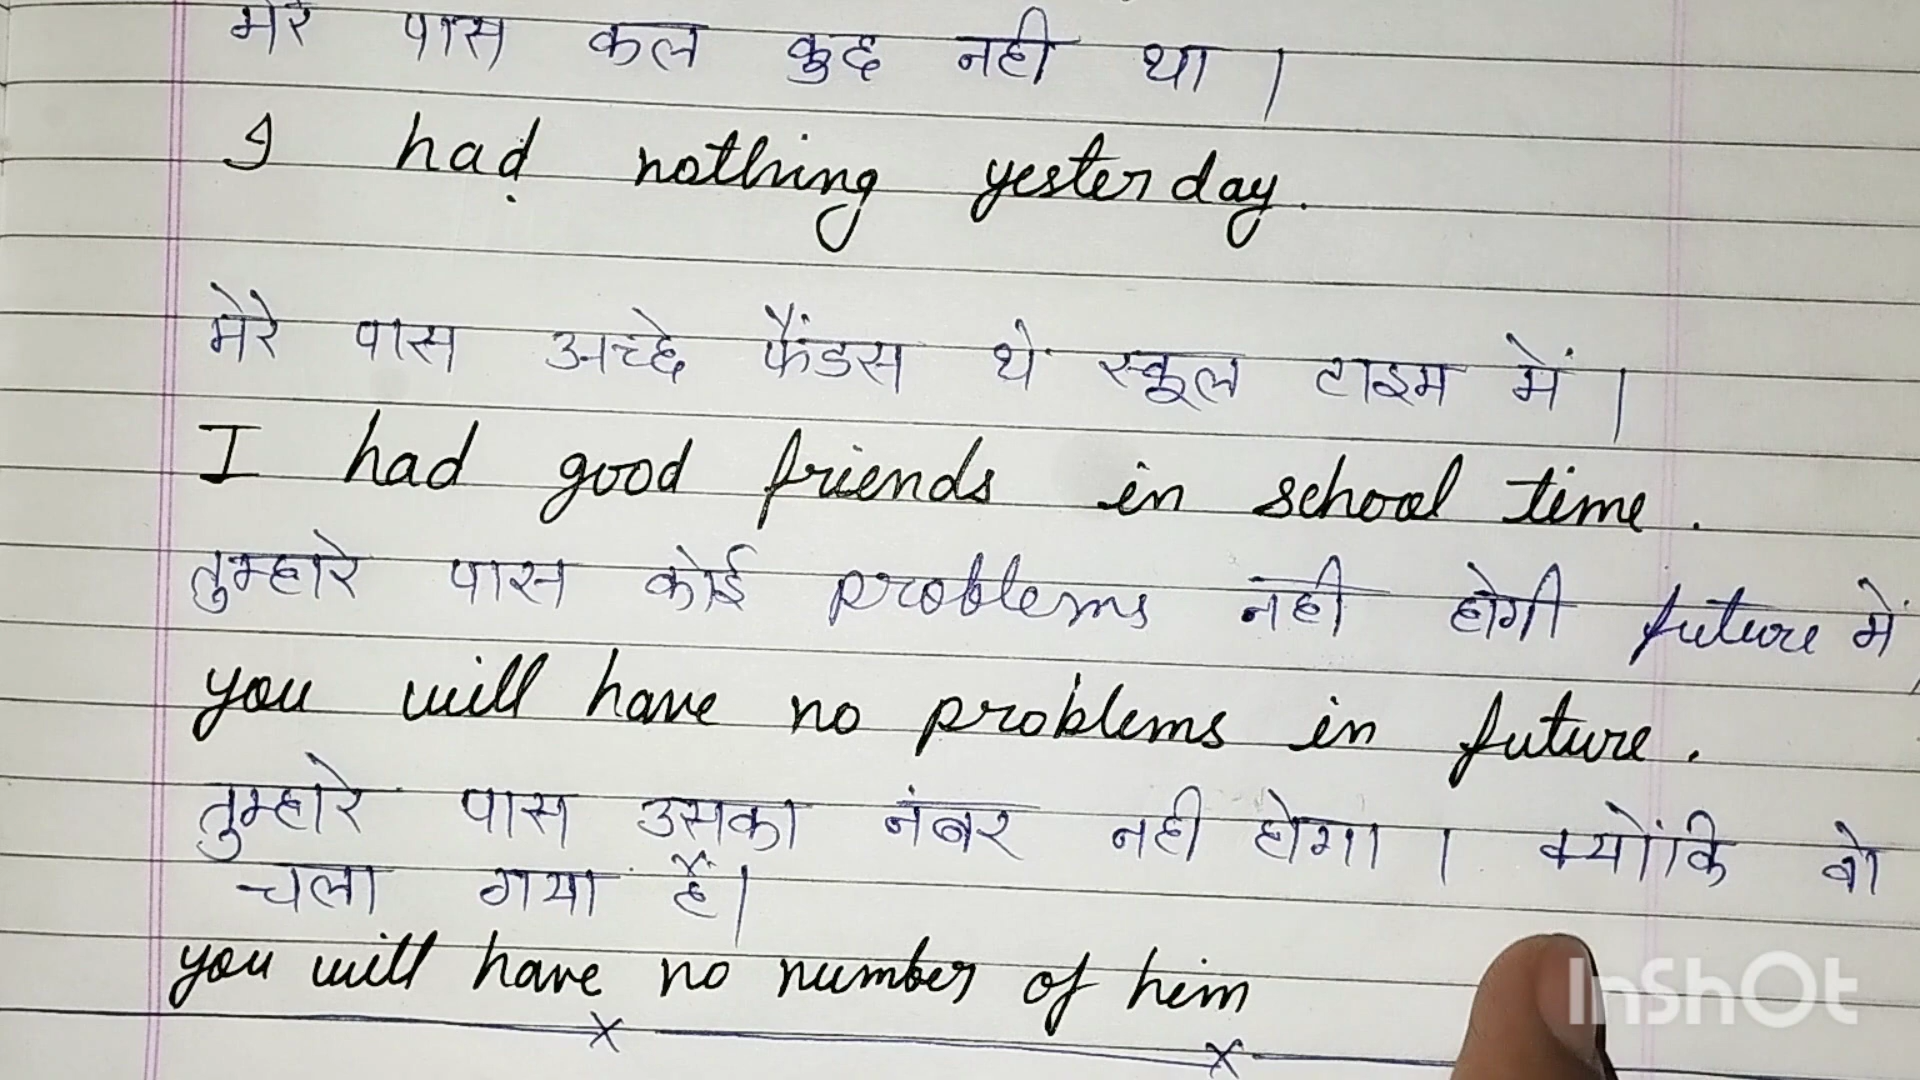 मेरे पास कल कुछ नही था ।
I had nothing yesterday.
मेरे पास अच्छे फैंडस थे स्कूल टाइम में ।
I had good friends in school time.
तुम्हारे पास कोई problems नही होगी future में ।
you will have no problems in future.
तुम्हारे पास उसका नंबर नही होगा । क्योंकि वो
चला गया हैं।
you will have no number of him
InShOt